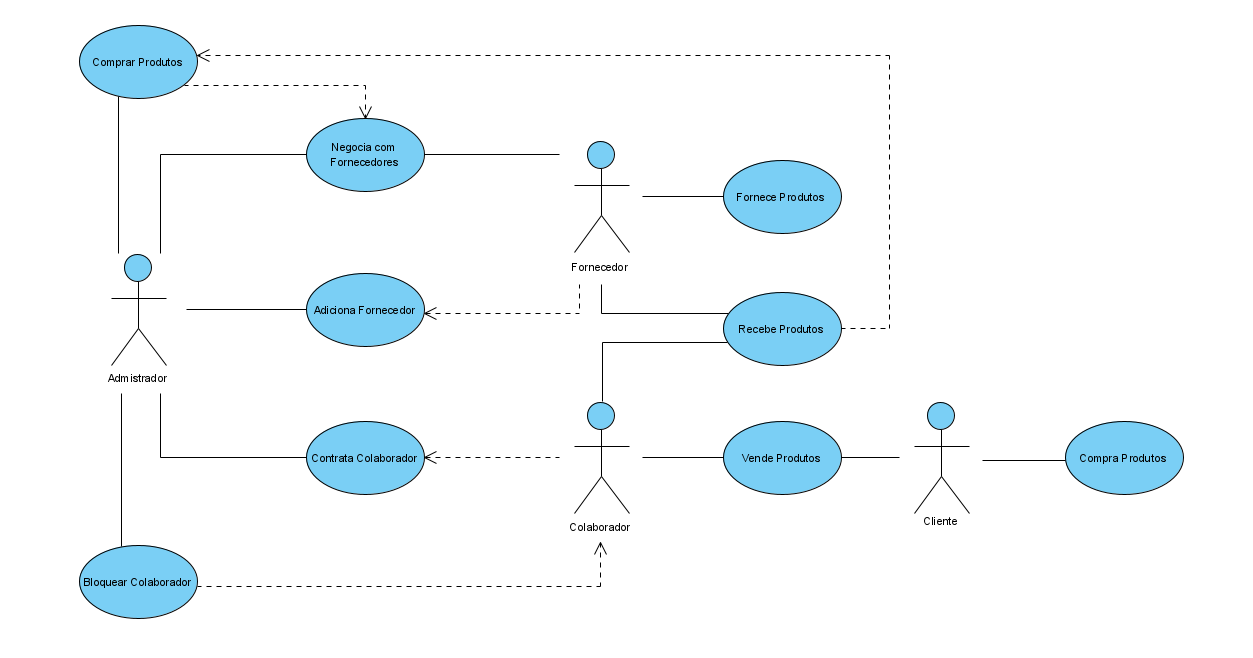 Comprar Produtos
Negocia com
Fornecedores
Fornece Produtos
Fornecedor
Adiciona Fornecedor
Recebe Produtos
Admistrador
Contrata Colaborador
Vende Produtos
Compra Produtos
Colaborador
Cliente
Bloquear Colaborador